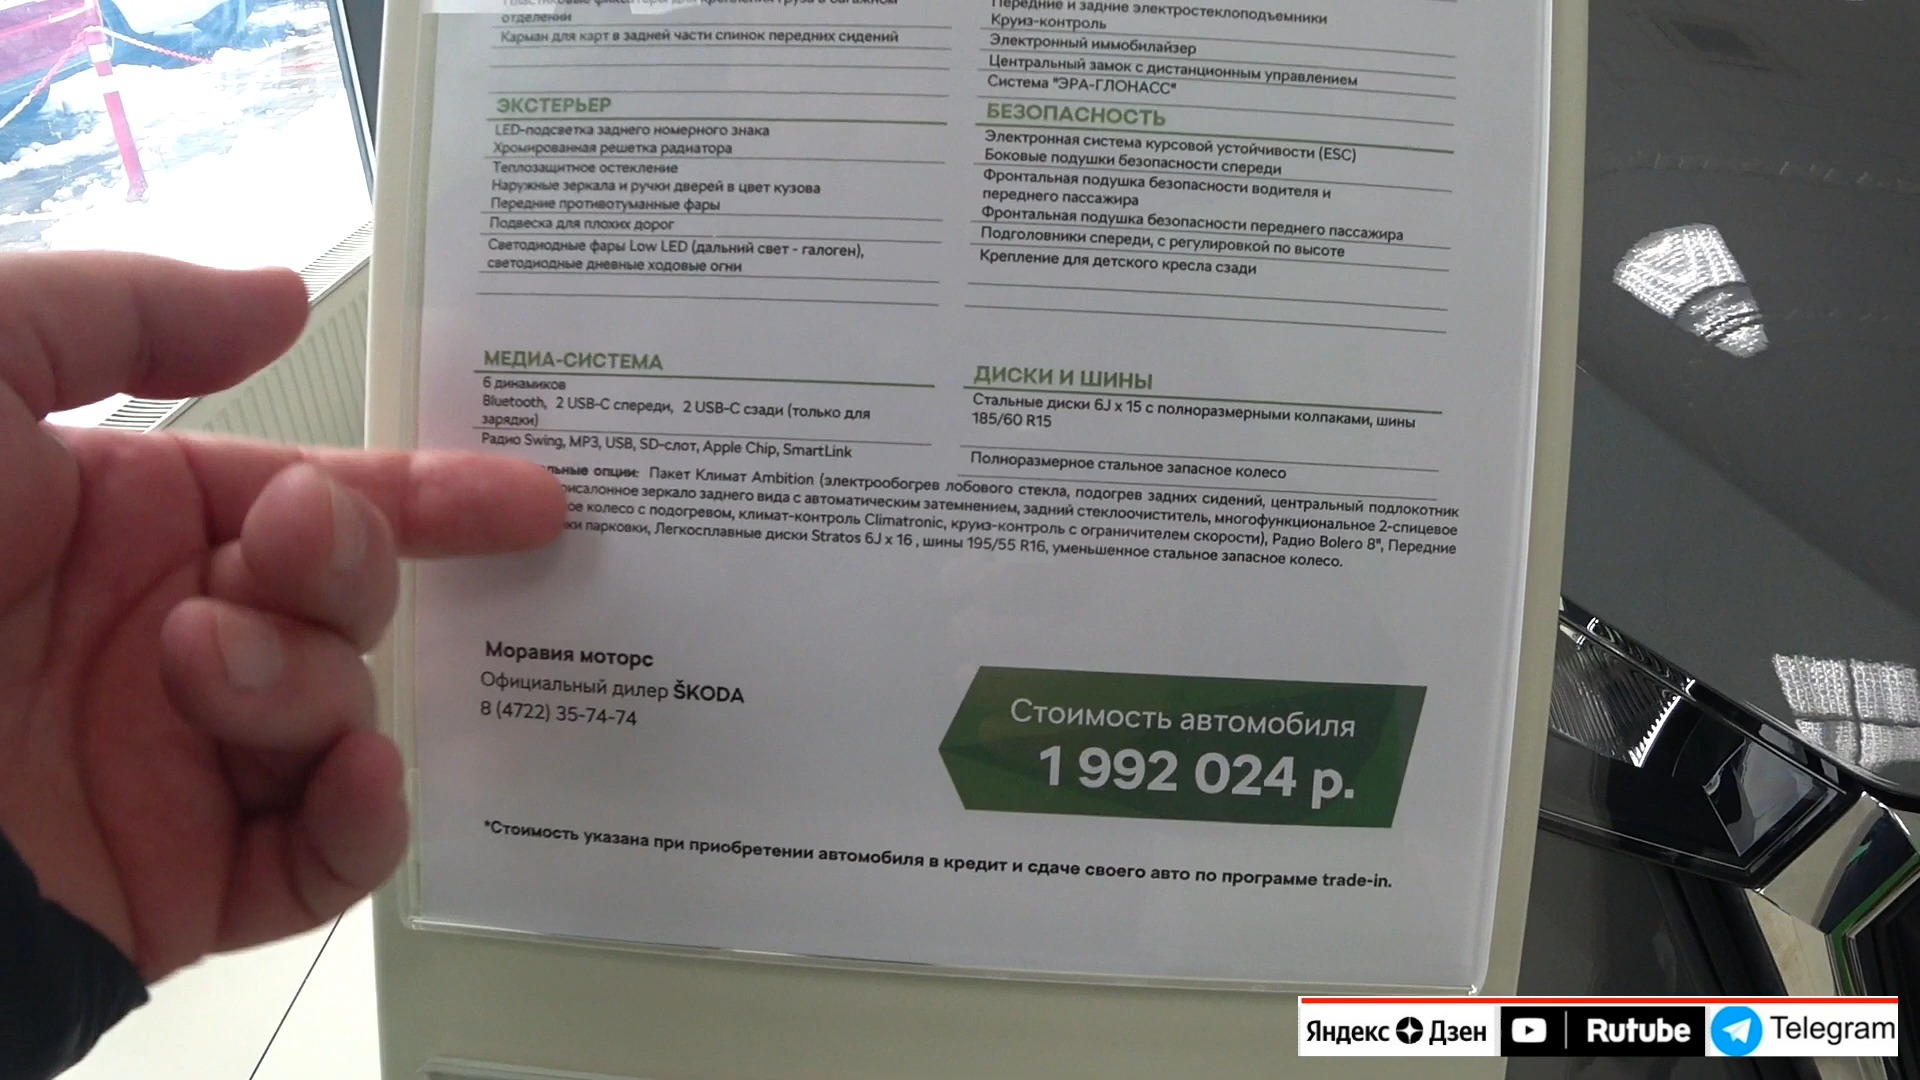 Пластиковые фиксаторы для крепления груза в багажном
отделении
Карман для карт в задней части спинок передних сидений
ЭКСТЕРЬЕР
LED-подсветка заднего номерного знака
Хромированная решетка радиатора
Теплозащитное остекление
Наружные зеркала и ручки дверей в цвет кузова
Передние противотуманные фары
Подвеска для плохих дорог
Светодиодные фары Low LED (дальний свет - галоген),
светодиодные дневные ходовые огни
Передние и задние электростеклоподъемники
Круиз-контроль
Электронный иммобилайзер
Центральный замок с дистанционным управлением
Система "ЭРА-ГЛОНАСС"
БЕЗОПАСНОСТЬ
Электронная система курсовой устойчивости (ESC)
Боковые подушки безопасности спереди
Фронтальная подушка безопасности водителя и
переднего пассажира
Фронтальная подушка безопасности переднего пассажира
Подголовники спереди, с регулировкой по высоте
Крепление для детского кресла сзади
МЕДИА-СИСТЕМА
6 динамиков
Bluetooth, 2 USB-C спереди, 2 USB-C сзади (только для
зарядки)
Радио Swing, MP3, USB, SD-слот, Apple Chip, SmartLink
ДИСКИ И ШИНЫ
Стальные диски 6J x 15 с полноразмерными колпаками, шины
185/60 R15
Полноразмерное стальное запасное колесо
опции: Пакет Климат Ambition (электрообогрев лобового стекла, подогрев задних сидений, центральный подлокотник
зеркало заднего вида с автоматическим затемнением, задний стеклоочиститель, многофункциональное 2-спицевое
колесо с подогревом, климат-контроль Climatronic, круиз-контроль с ограничителем скорости), Радио Bolero 8", Передние
парковки, Легкосплавные диски Stratos 6J x 16 , шины 195/55 R16, уменьшенное стальное запасное колесо.
Моравия моторс
Официальный дилер ŠKODA
8 (4722) 35-74-74
Стоимость автомобиля
1 992 024 р.
*Стоимость указана при приобретении автомобиля в кредит и сдаче своего авто по программе trade-in.
Яндекс Дзен
Rutube
Telegram